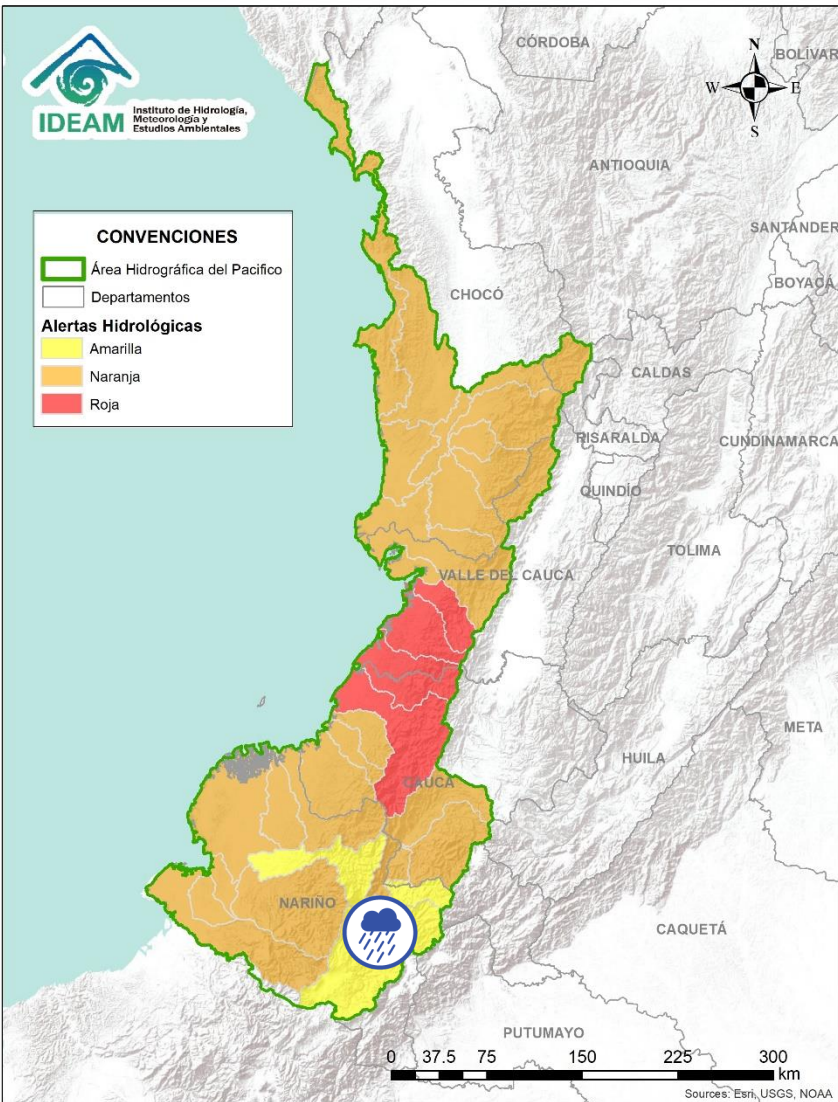 CÓRDOBA
BOLÍVAR
N
W
E
S
IDEAM
Instituto de Hidrología,
Meteorología y
Estudios Ambientales
ANTIOQUIA
SANTANDER
CONVENCIONES
Área Hidrográfica del Pacifico
Departamentos
Alertas Hidrológicas
Amarilla
Naranja
Roja
BOYACÁ
CHOCÓ
CALDAS
RISARALDA
CUNDINAMARCA
QUINDÍO
TOLIMA
VALLE DEL CAUCA
META
HUILA
CAUCA
NARIÑO
CAQUETÁ
PUTUMAYO
0 37.5 75 150 225 300
km
Sources: Esri, USGS, NOAA